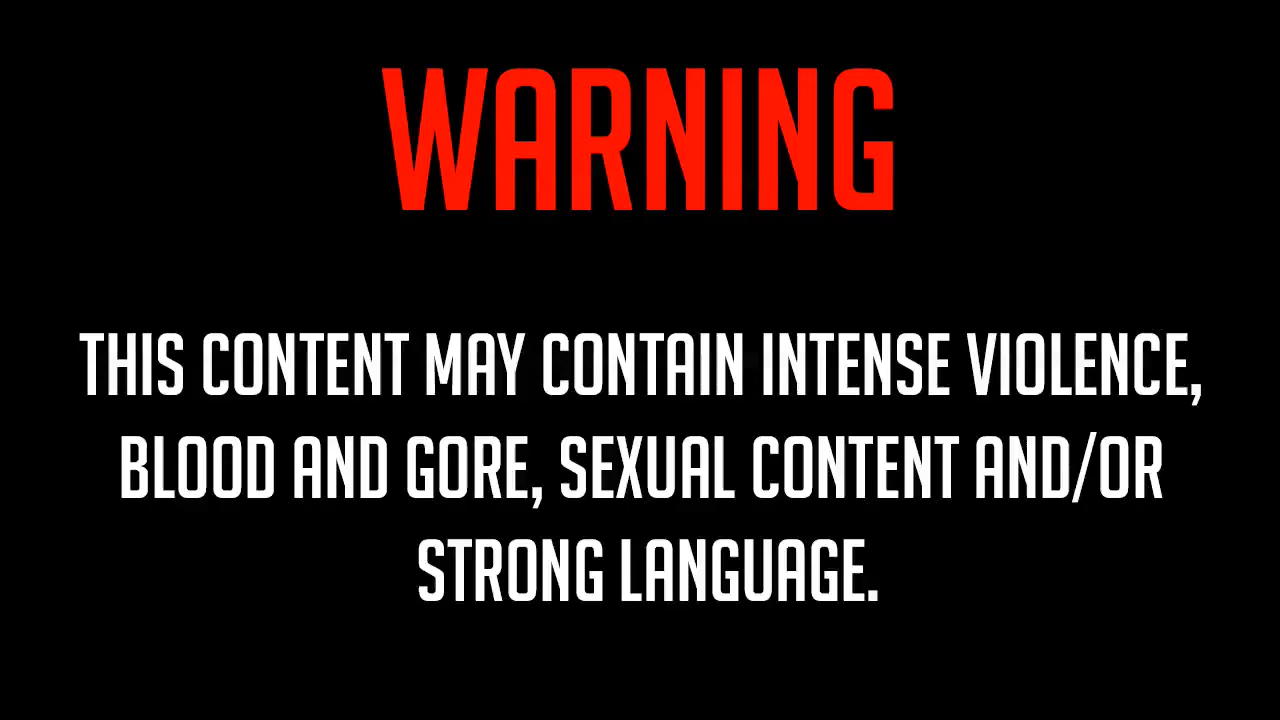 WARNING
THIS CONTENT MAY CONTAIN INTENSE VIOLENCE,
BLOOD AND GORE, SEXUAL CONTENT AND/OR
STRONG LANGUAGE.